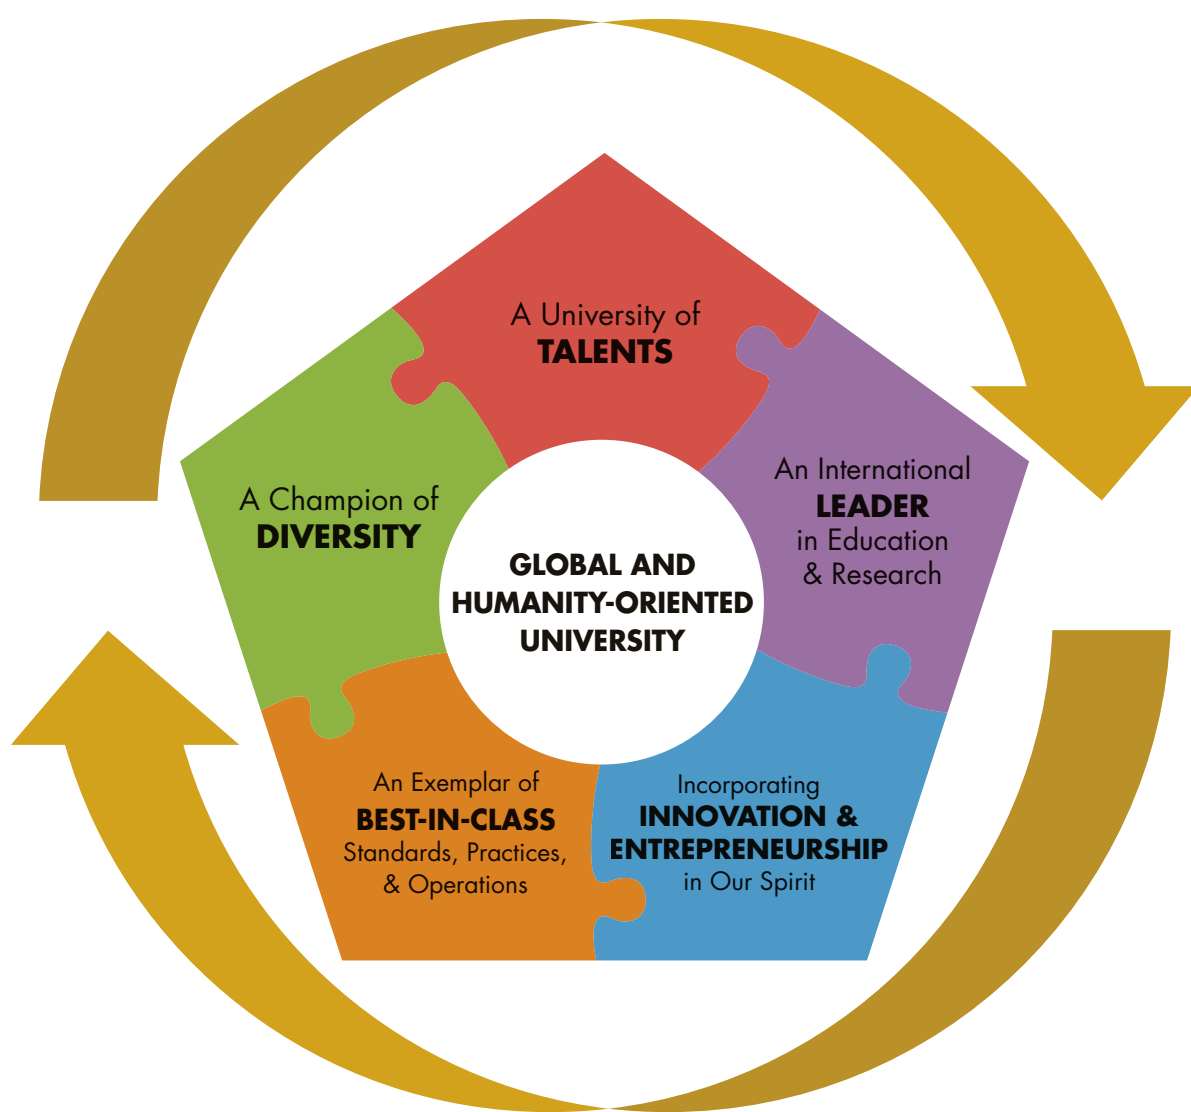 A University of
TALENTS
An International
LEADER
in Education
& Research
Incorporating
INNOVATION &
ENTREPRENEURSHIP
in Our Spirit
An Exemplar of
BEST-IN-CLASS
Standards, Practices,
& Operations
A Champion of
DIVERSITY
GLOBAL AND
HUMANITY-ORIENTED
UNIVERSITY